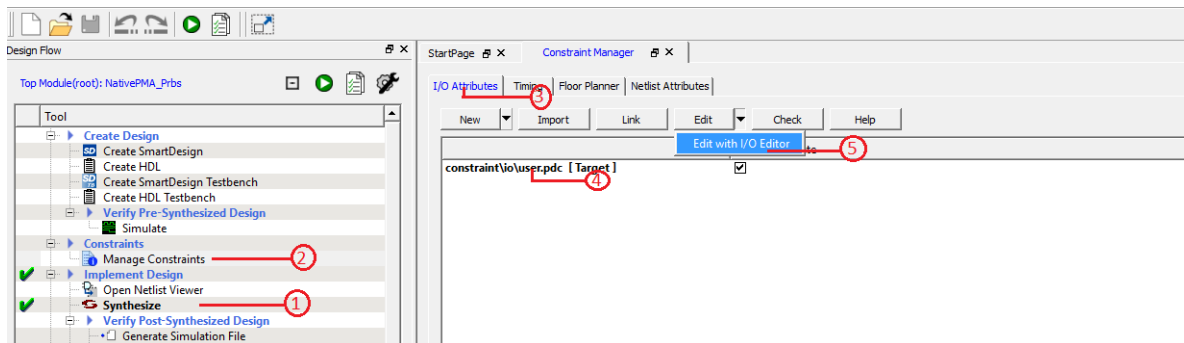 Design Flow
Top Module(root): NativePMA_Prbs
Tool
Create Design
SD Create SmartDesign
Create HDL
SD Create SmartDesign Testbench
Create HDL Testbench
Verify Pre-Synthesized Design
Simulate
Constraints
Manage Constraints 2
Implement Design
Open Netlist Viewer
Synthesize 1
Verify Post-Synthesized Design
Generate Simulation File
StartPage Constraint Manager
I/O Attributes Timing Floor Planner Netlist Attributes
3
New Import Link Edit Check Help
Edit with I/O Editor 5
constraint\io\user.pdc [ Target ]
4